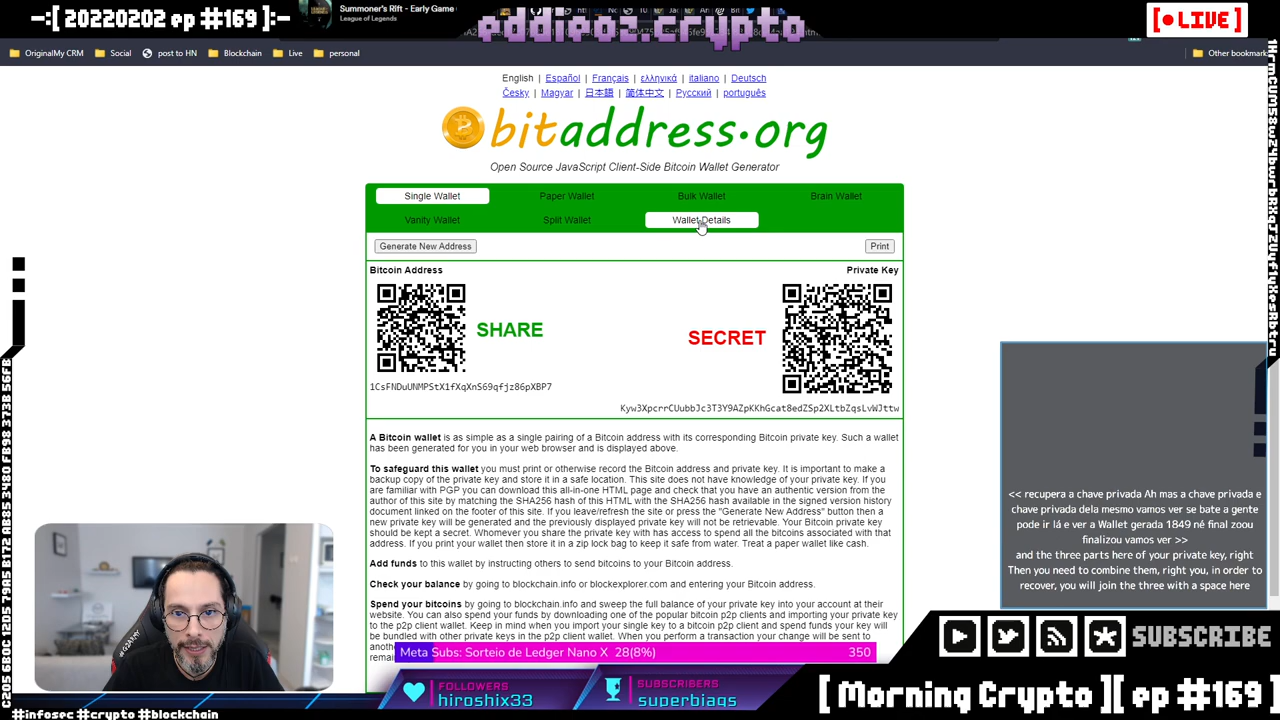 —:[ 20220202 ep #169 ]:—
Summoner's Rift - Early Game
League of Legends
[•LIVE]
OriginalMy CRM
Social
post to HN
Blockchain
Live
personal
Other bookmark
English | Español | Français | ελληνικά | italiano | Deutsch
Česky | Magyar | 日本語 | 简体中文 | Русский | português
bitaddress.org
Open Source JavaScript Client-Side Bitcoin Wallet Generator
Single Wallet
Paper Wallet
Bulk Wallet
Brain Wallet
Vanity Wallet
Split Wallet
Wallet Details
Generate New Address
Print
Bitcoin Address
Private Key
SHARE
SECRET
1CsFNDuUNMPStX1fXqXnS69qfjz86pXBP7
Kyw3XpcrrCUubbJc3T3Y9AZpKKhGcat8edZSp2XLtbZqsLvWJttw
A Bitcoin wallet is as simple as a single pairing of a Bitcoin address with its corresponding Bitcoin private key. Such a wallet
has been generated for you in your web browser and is displayed above.
To safeguard this wallet you must print or otherwise record the Bitcoin address and private key. It is important to make a
backup copy of the private key and store it in a safe location. This site does not have knowledge of your private key. If you
are familiar with PGP you can download this all-in-one HTML page and check that you have an authentic version from the
author of this site by matching the SHA256 hash of this HTML with the SHA256 hash available in the signed version history
document linked on the footer of this site. If you leave/refresh the site or press the "Generate New Address" button then a
new private key will be generated and the previously displayed private key will not be retrievable. Your Bitcoin private key
should be kept a secret. Whomever you share the private key with has access to spend all the bitcoins associated with that
address. If you print your wallet then store it in a zip lock bag to keep it safe from water. Treat a paper wallet like cash.
Add funds to this wallet by instructing others to send bitcoins to your Bitcoin address.
Check your balance by going to blockchain.info or blockexplorer.com and entering your Bitcoin address.
Spend your bitcoins by going to blockchain.info and sweep the full balance of your private key into your account at their
website. You can also spend your funds by downloading one of the popular bitcoin p2p clients and importing your private key
to the p2p client wallet. Keep in mind when you import your single key to a bitcoin p2p client and spend funds your key will
be bundled with other private keys in the p2p client wallet. When you perform a transaction your change will be sent to
<< recupera a chave privada Ah mas a chave privada e
chave privada dela mesmo vamos ver se bate a gente
pode ir lá e ver a Wallet gerada 1849 né final zoou
finalizou vamos ver >>
and the three parts here of your private key, right
Then you need to combine them, right you, in order to
recover, you will join the three with a space here
Meta Subs: Sorteio de Ledger Nano X 28(8%)
350
FOLLOWERS
hiroshix33
SUBSCRIBERS
superbiaqs
SUBSCRIBE
[ Morning Crypto ][ ep #169 ]
#infosec #crypto #blockchain